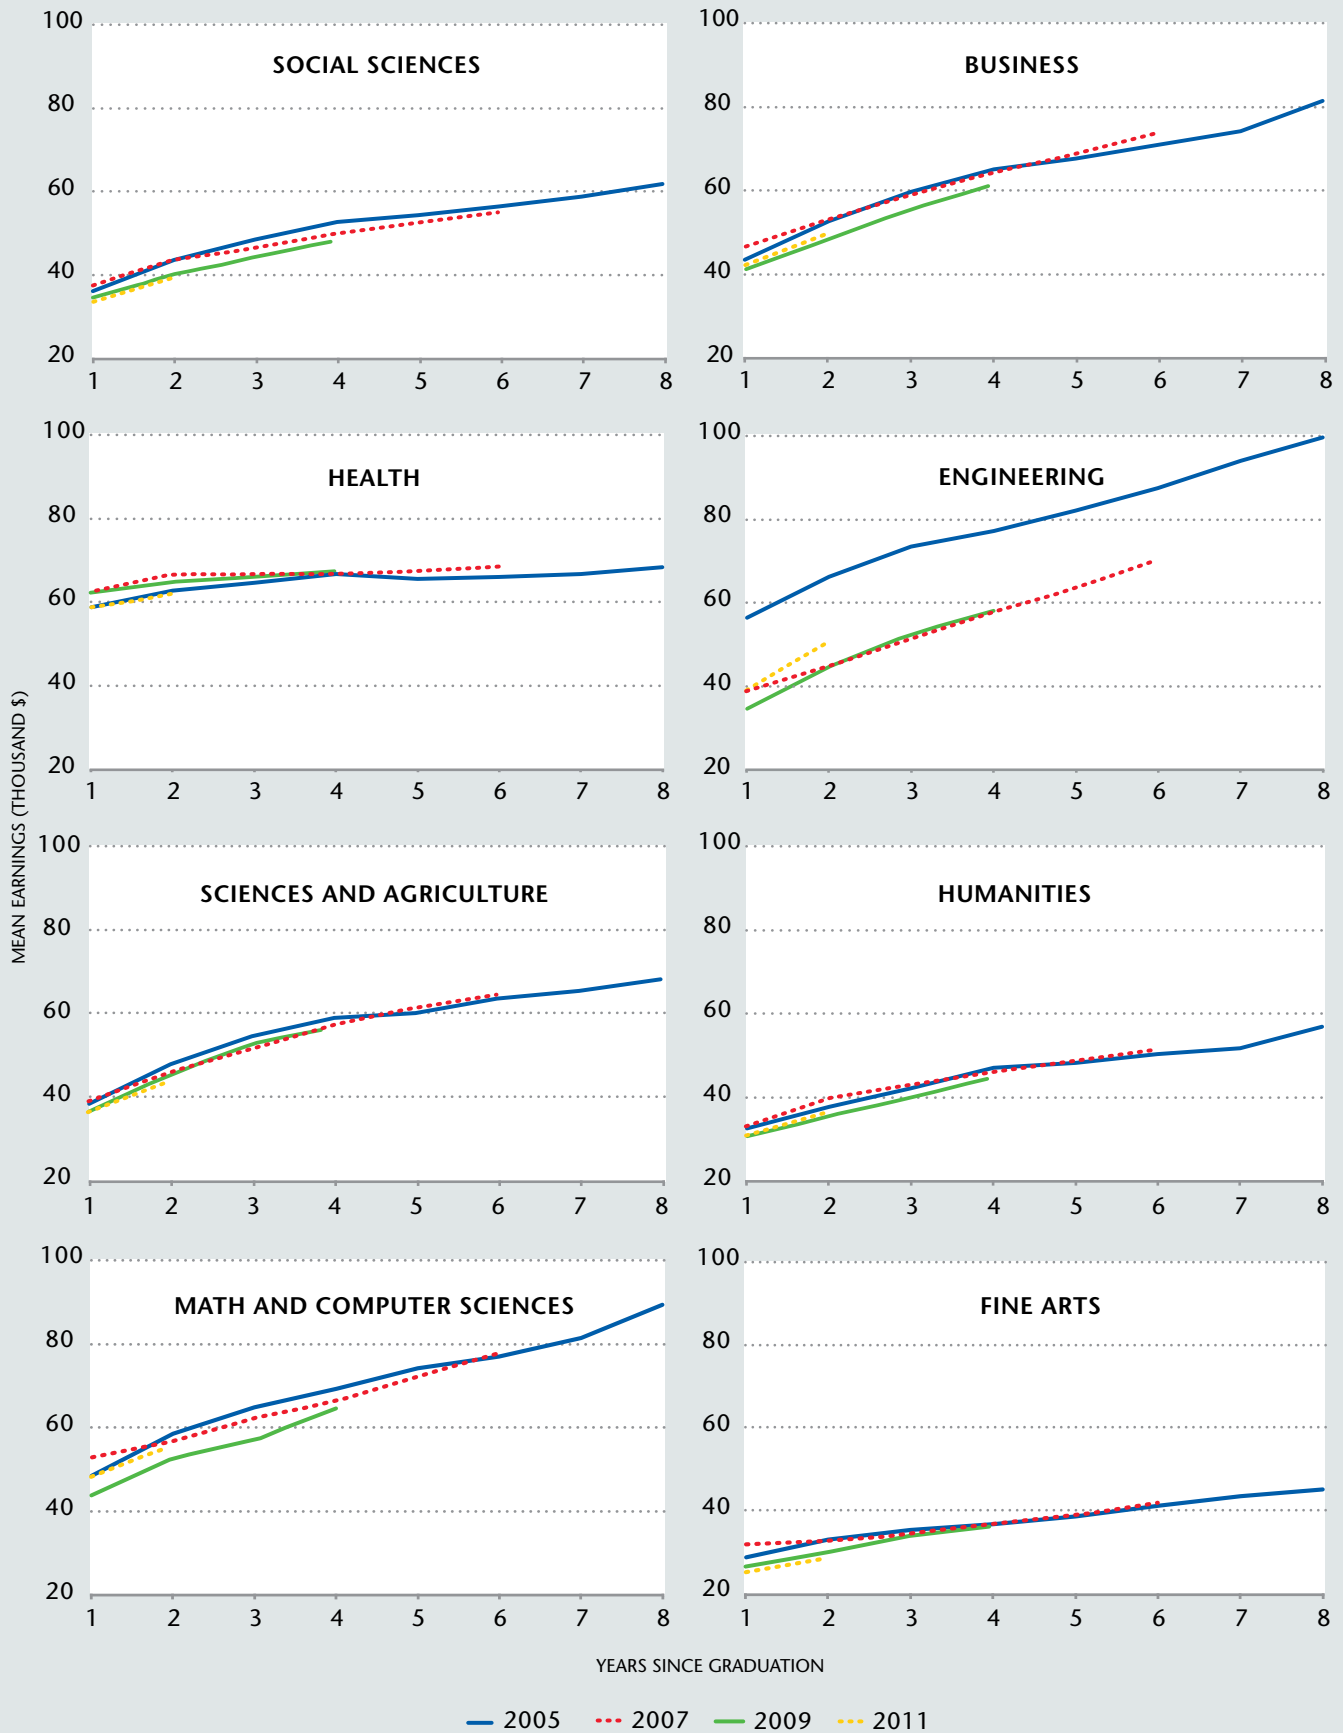 100
SOCIAL SCIENCES
80
60
40
20
1 2 3 4 5 6 7 8
100
BUSINESS
80
60
40
20
1 2 3 4 5 6 7 8
100
HEALTH
80
60
40
20
1 2 3 4 5 6 7 8
100
ENGINEERING
80
60
40
20
1 2 3 4 5 6 7 8
MEAN EARNINGS (THOUSAND $)
100
SCIENCES AND AGRICULTURE
80
60
40
20
1 2 3 4 5 6 7 8
100
HUMANITIES
80
60
40
20
1 2 3 4 5 6 7 8
100
MATH AND COMPUTER SCIENCES
80
60
40
20
1 2 3 4 5 6 7 8
100
FINE ARTS
80
60
40
20
1 2 3 4 5 6 7 8
YEARS SINCE GRADUATION
2005 2007 2009 2011